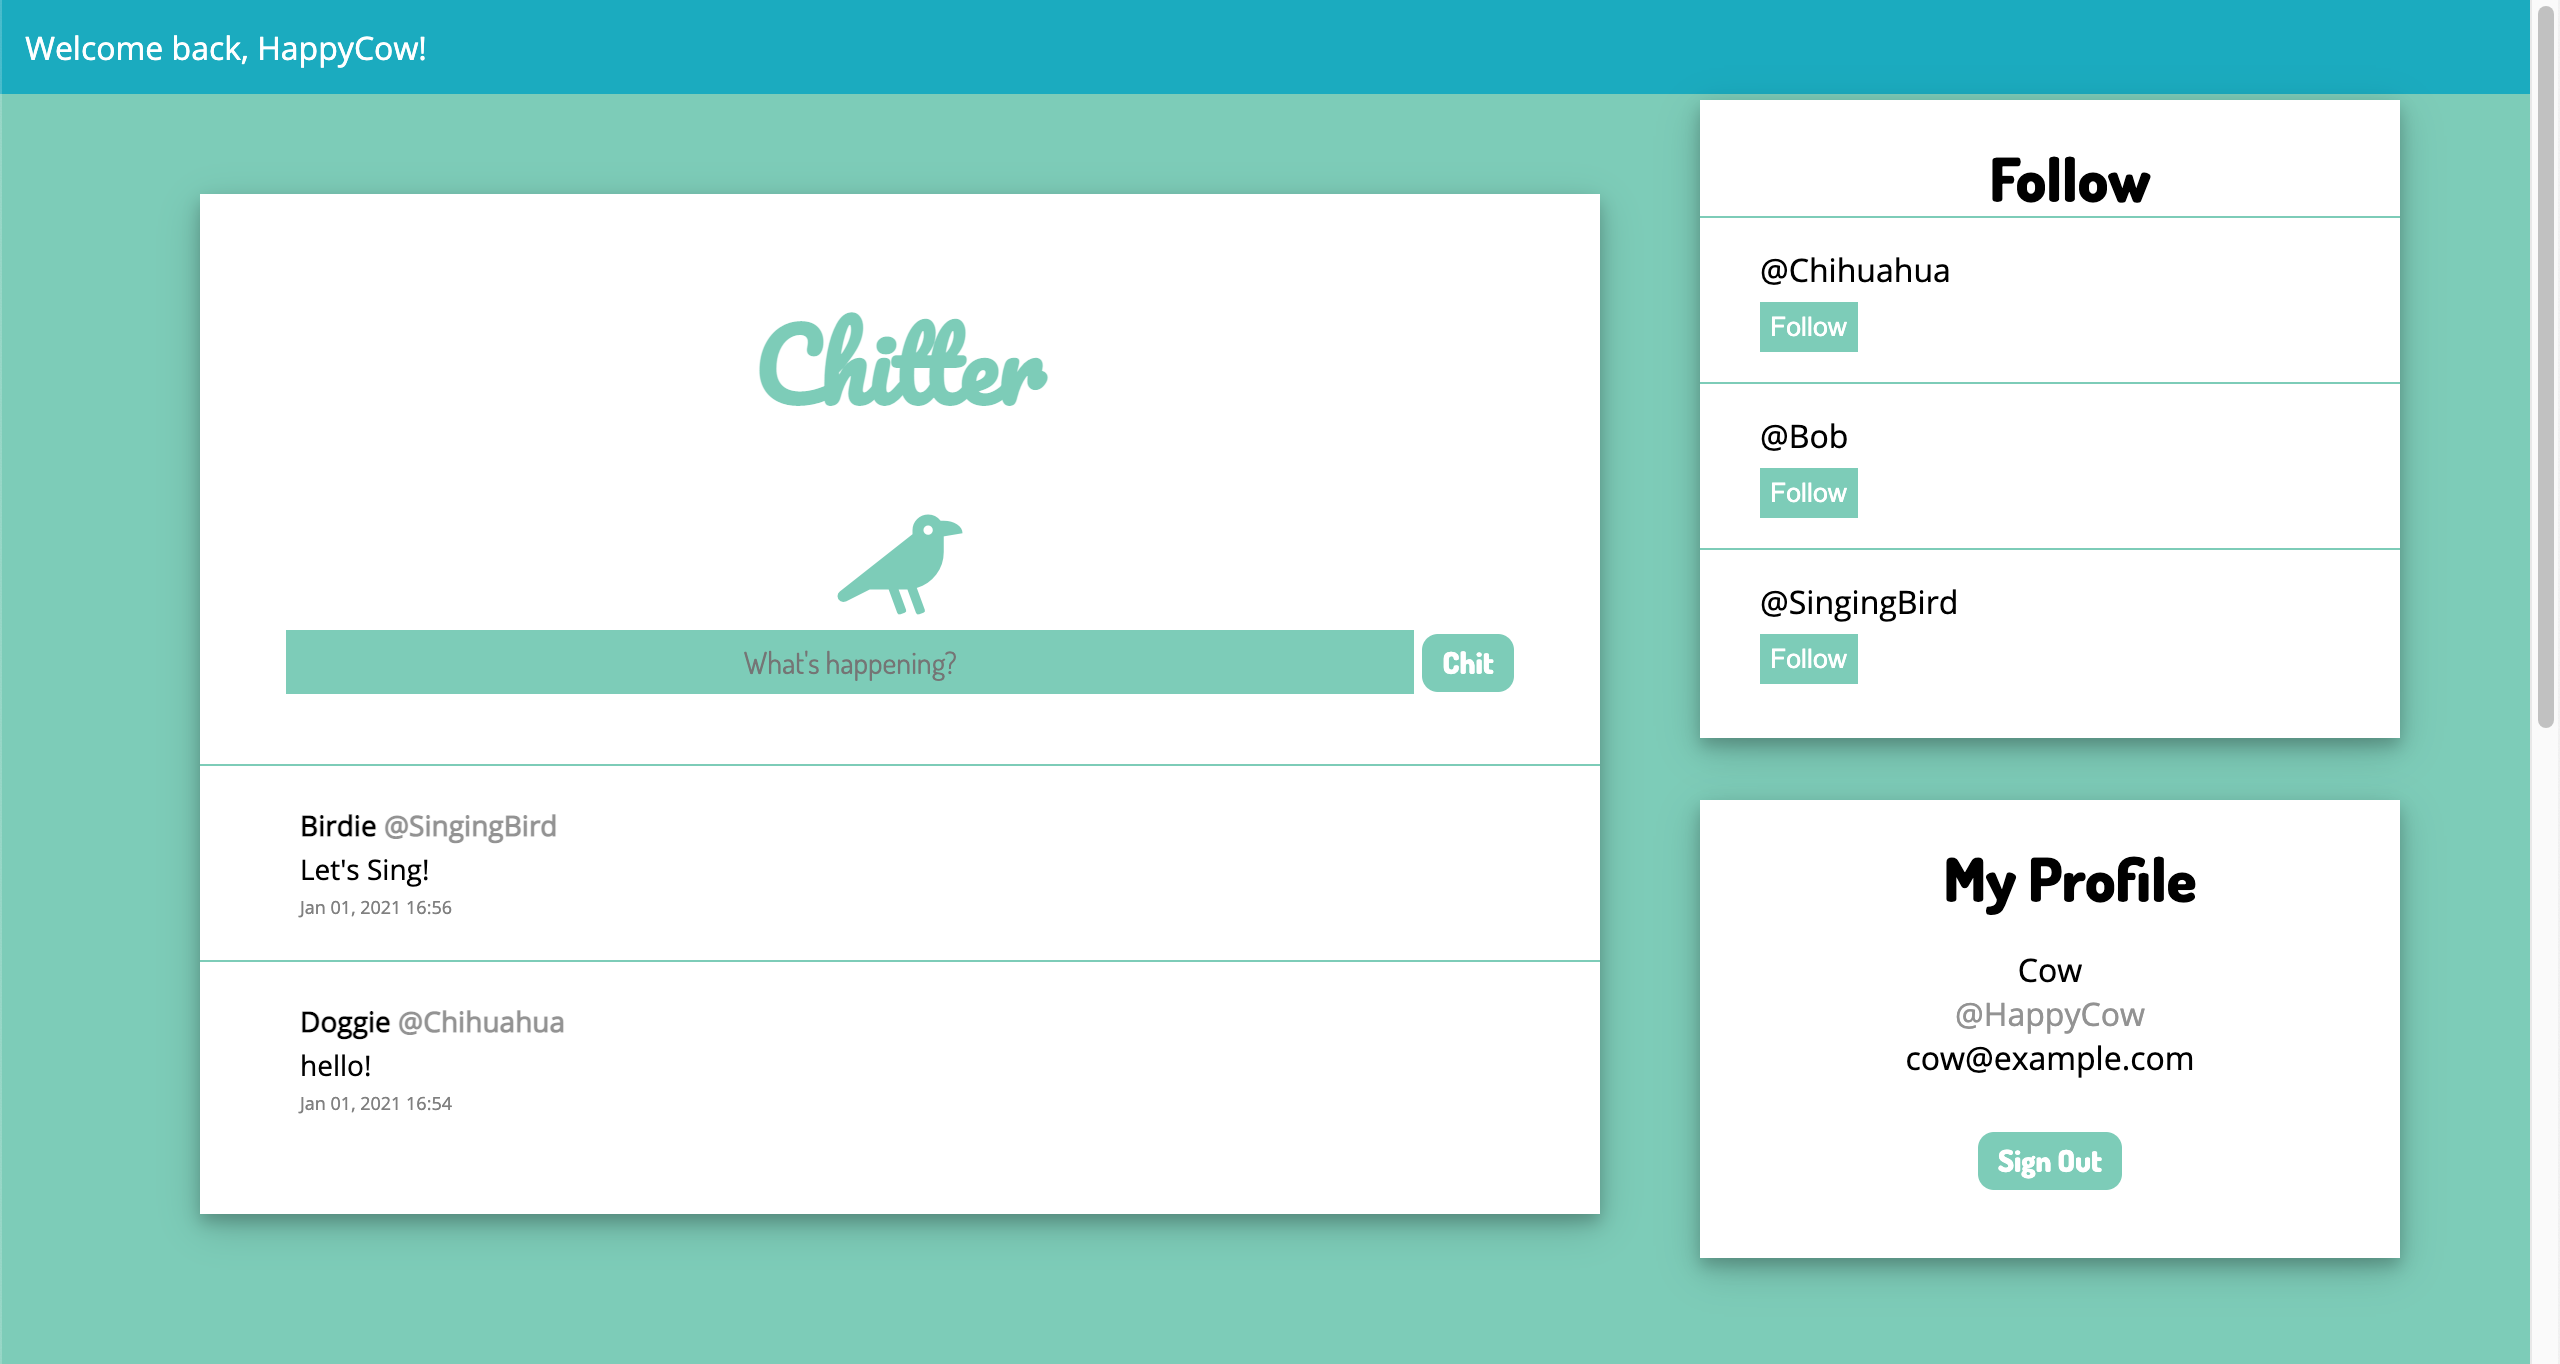 Welcome back, HappyCow!
Chitter
What's happening?
Chit
Birdie @SingingBird
Let's Sing!
Jan 01, 2021 16:56
Doggie @Chihuahua
hello!
Jan 01, 2021 16:54
Follow
@Chihuahua
Follow
@Bob
Follow
@SingingBird
Follow
My Profile
Cow
@HappyCow
cow@example.com
Sign Out